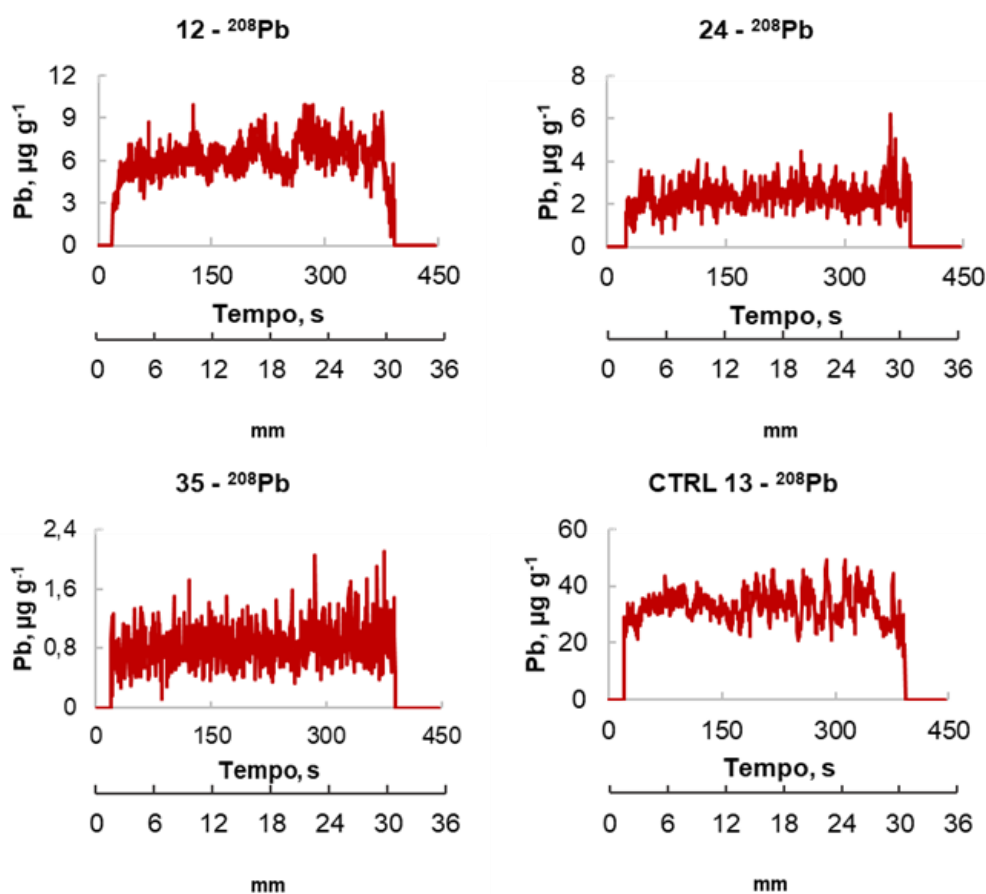 12 - ²⁰⁸Pb
Pb, µg g⁻¹
12
9
6
3
0
0 150 300 450
Tempo, s
0 6 12 18 24 30 36
mm
24 - ²⁰⁸Pb
Pb, µg g⁻¹
8
6
4
2
0
0 150 300 450
Tempo, s
0 6 12 18 24 30 36
mm
35 - ²⁰⁸Pb
Pb, µg g⁻¹
2,4
1,6
0,8
0
0 150 300 450
Tempo, s
0 6 12 18 24 30 36
mm
CTRL 13 - ²⁰⁸Pb
Pb, µg g⁻¹
60
40
20
0
0 150 300 450
Tempo, s
0 6 12 18 24 30 36
mm